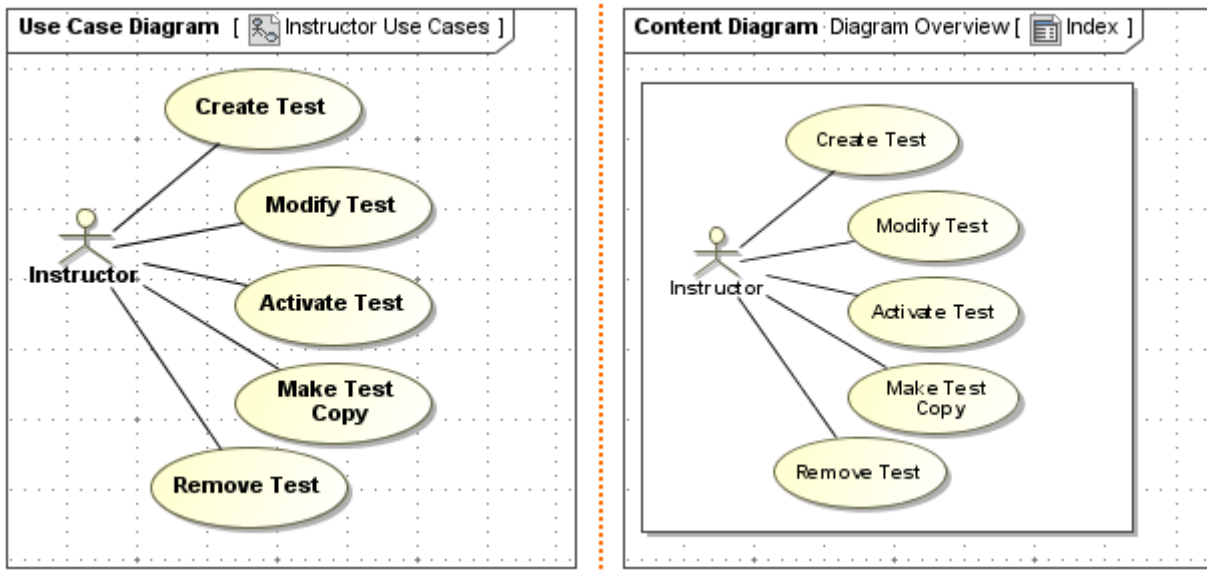 Use Case Diagram [ Instructor Use Cases ]
Create Test
Modify Test
Instructor
Activate Test
Make Test
Copy
Remove Test
Content Diagram Diagram Overview [ Index ]
Create Test
Modify Test
Instructor
Activate Test
Make Test
Copy
Remove Test